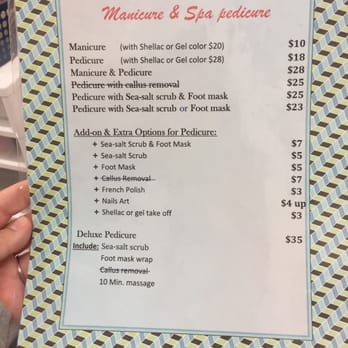 Manicure & Spa pedicure
Manicure (with Shellac or Gel color $20) $10
Pedicure (with Shellac or Gel color $28) $18
Manicure & Pedicure $28
Pedicure with callus removal $25
Pedicure with Sea-salt scrub & Foot mask $25
Pedicure with Sea-salt scrub or Foot mask $23
Add-on & Extra Options for Pedicure:
+ Sea-salt Scrub & Foot Mask $7
+ Sea-salt Scrub $5
+ Foot Mask $5
+ Callus Removal $7
+ French Polish $3
+ Nails Art $4 up
+ Shellac or gel take off $3
Deluxe Pedicure $35
Include: Sea-salt scrub
Foot mask wrap
Callus removal
10 Min. massage